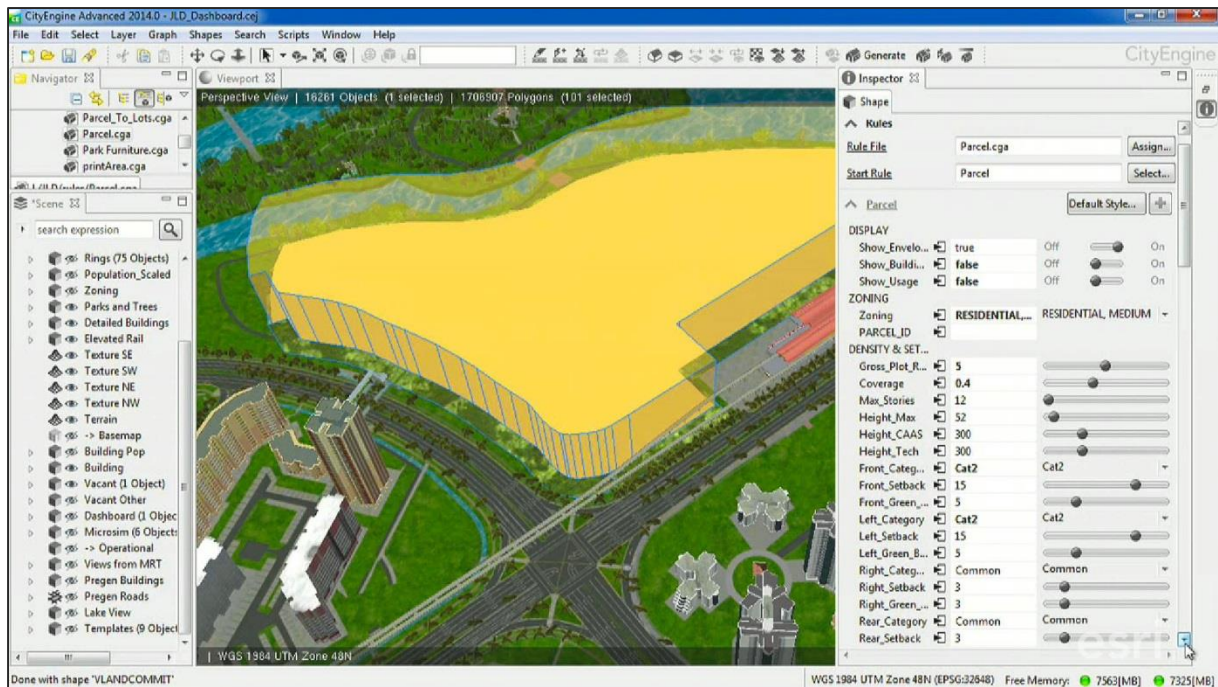 CityEngine Advanced 2014.0 - JLD_Dashboard.cej
File Edit Select Layer Graph Shapes Search Scripts Window Help
Generate
CityEngine
Navigator
Parcel_To_Lots.cga
Parcel.cga
Park Furniture.cga
printArea.cga
*Scene
search expression
Rings (75 Objects)
Population_Scaled
Zoning
Parks and Trees
Detailed Buildings
Elevated Rail
Texture SE
Texture SW
Texture NE
Texture NW
Terrain
-> Basemap
Building Pop
Building
Vacant (1 Object)
Vacant Other
Dashboard (1 Objec
Microsim (6 Objects
-> Operational
Views from MRT
Pregen Buildings
Pregen Roads
Lake View
Templates (9 Object
Viewport
Perspective View | 16261 Objects (1 selected) | 1706907 Polygons (101 selected)
| WGS 1984 UTM Zone 48N
Inspector
Shape
Rules
Rule File Parcel.cga Assign...
Start Rule Parcel Select...
Parcel Default Style...
DISPLAY
Show_Envelo... true Off On
Show_Buildi... false Off On
Show_Usage false Off On
ZONING
Zoning RESIDENTIAL,... RESIDENTIAL, MEDIUM
PARCEL_ID
DENSITY & SET...
Gross_Plot_R... 5
Coverage 0.4
Max_Stories 12
Height_Max 52
Height_CAAS 300
Height_Tech 300
Front_Categ... Cat2 Cat2
Front_Setback 15
Front_Green_... 5
Left_Category Cat2 Cat2
Left_Setback 15
Left_Green_B... 5
Right_Categ... Common Common
Right_Setback 3
Right_Green_... 3
Rear_Category Common Common
Rear_Setback 3
esri
Done with shape 'VLANDCOMMIT' WGS 1984 UTM Zone 48N (EPSG:32648) Free Memory: 7563[MB] 7325[MB]